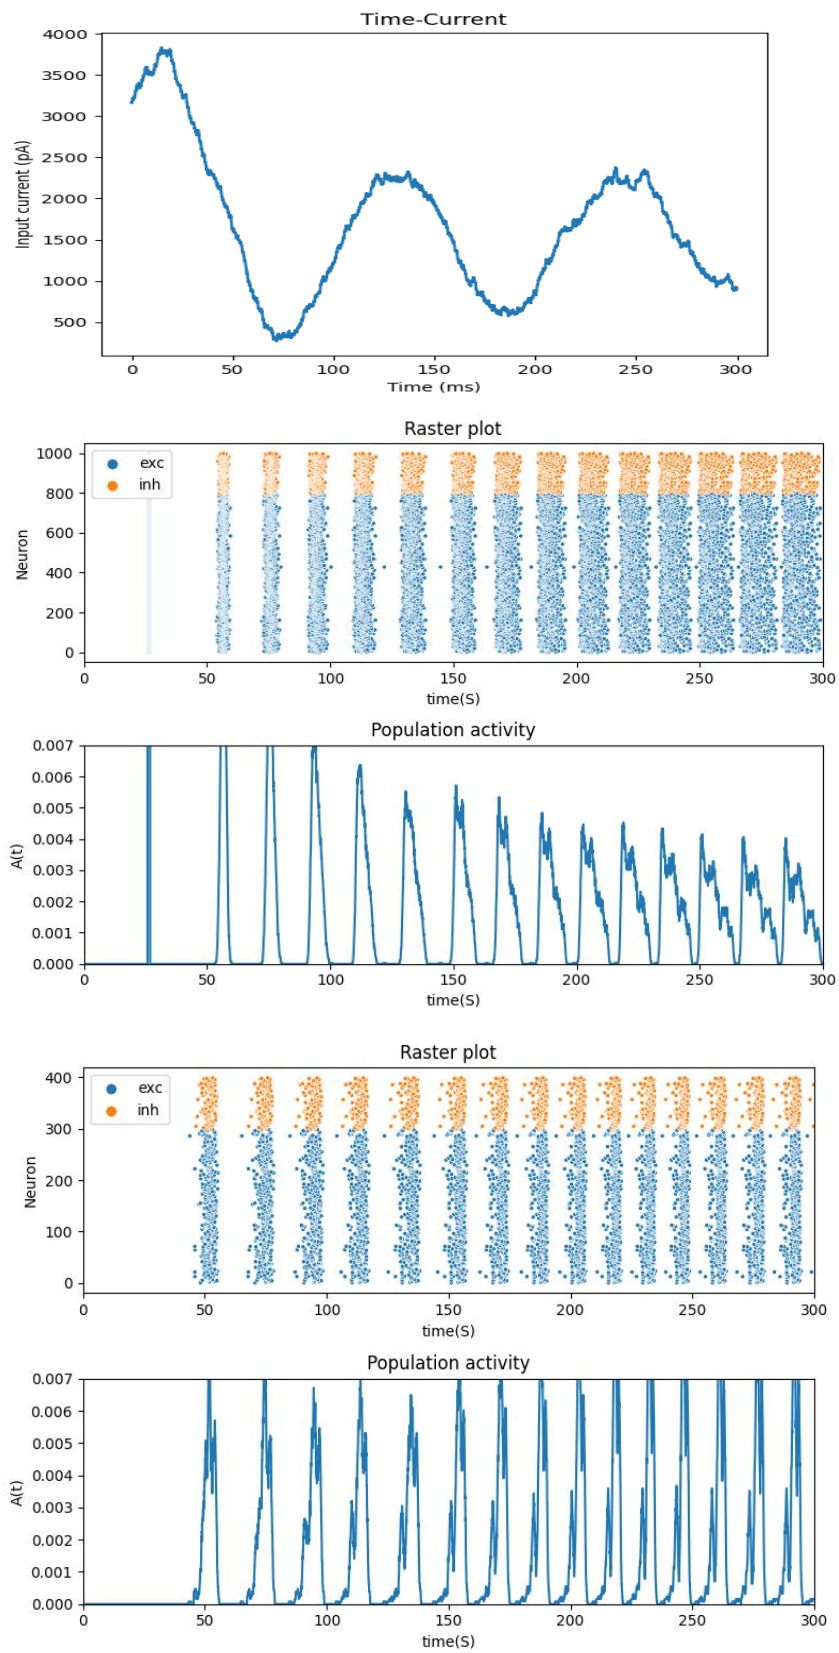 Time-Current
4000
3500
3000
2500
2000
1500
1000
500
Input current (pA)
0 50 100 150 200 250 300
Time (ms)
Raster plot
exc
inh
1000
800
600
400
200
0
Neuron
0 50 100 150 200 250 300
time(S)
Population activity
0.007
0.006
0.005
0.004
0.003
0.002
0.001
0.000
A(t)
0 50 100 150 200 250 300
time(S)
Raster plot
exc
inh
400
300
200
100
0
Neuron
0 50 100 150 200 250 300
time(S)
Population activity
0.007
0.006
0.005
0.004
0.003
0.002
0.001
0.000
A(t)
0 50 100 150 200 250 300
time(S)